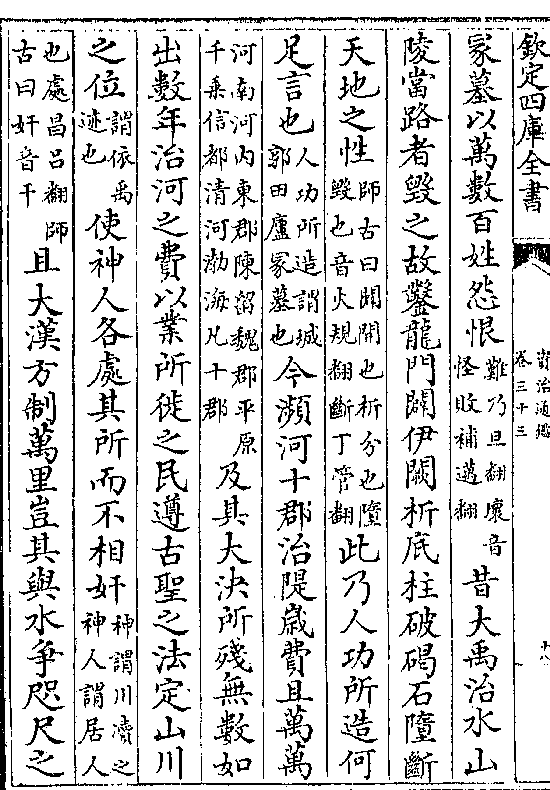 欽定四庫全書
資治通鑑
卷三十三
十八
冢墓以萬數百姓怨恨難乃旦翻壞音怪敗補邁翻昔大禹治水山
陵當路者毀之故鑿龍門闢伊闕析底柱破碣石墮斷
天地之性師古曰闢開也析分也墮毀也音火規翻斷丁管翻此乃人功所造何
足言也人功所造謂城郭田廬冢墓也今瀕河十郡治隄歲費且萬萬
河南河內東郡陳留魏郡平原千乗信都清河勃海凡十郡及其大決所殘無數如
出數年治河之費以業所徙之民遵古聖之法定山川
之位謂依禹迹也使神人各處其所而不相奸神謂川瀆之神人謂居人
也處昌呂翻師古曰奸音干且大漢方制萬里豈其與水爭咫尺之